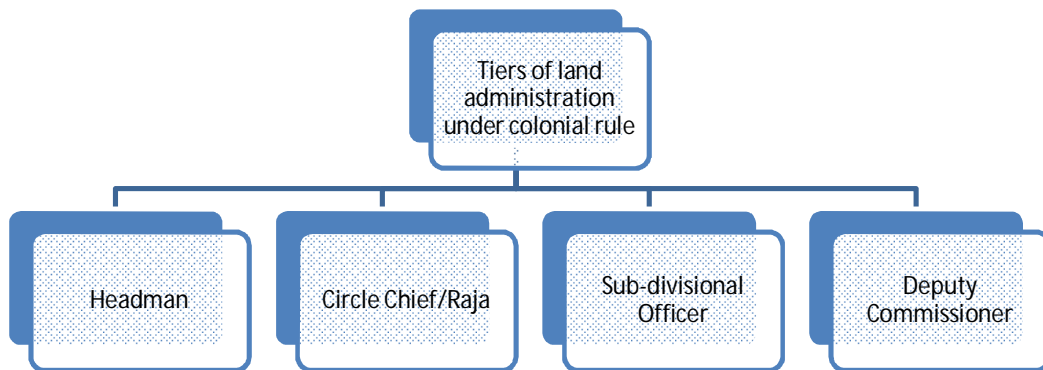 Tiers of land
administration
under colonial rule
Headman
Circle Chief/Raja
Sub-divisional
Officer
Deputy
Commissioner